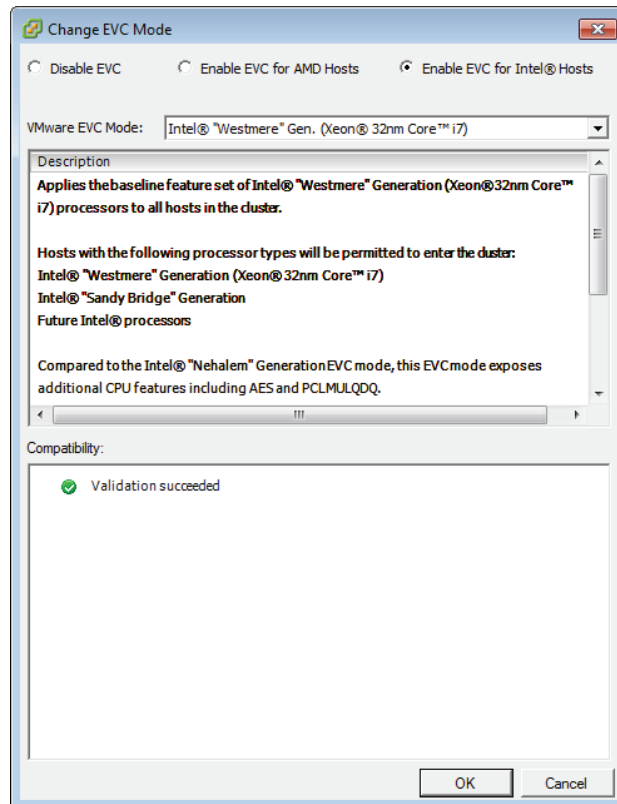 Change EVC Mode
Disable EVC
Enable EVC for AMD Hosts
Enable EVC for Intel® Hosts
VMware EVC Mode:
Intel® "Westmere" Gen. (Xeon® 32nm Core™ i7)
Description
Applies the baseline feature set of Intel® "Westmere" Generation (Xeon® 32nm Core™
i7) processors to all hosts in the cluster.
Hosts with the following processor types will be permitted to enter the cluster:
Intel® "Westmere" Generation (Xeon® 32nm Core™ i7)
Intel® "Sandy Bridge" Generation
Future Intel® processors
Compared to the Intel® "Nehalem" Generation EVC mode, this EVC mode exposes
additional CPU features including AES and PCLMULQDQ.
Compatibility:
Validation succeeded
OK
Cancel